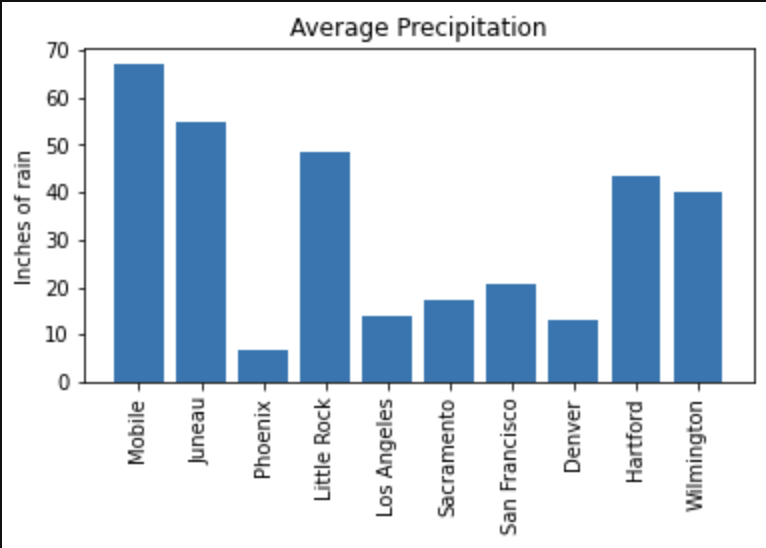 Average Precipitation
Inches of rain
70
60
50
40
30
20
10
0
Mobile
Juneau
Phoenix
Little Rock
Los Angeles
Sacramento
San Francisco
Denver
Hartford
Wilmington